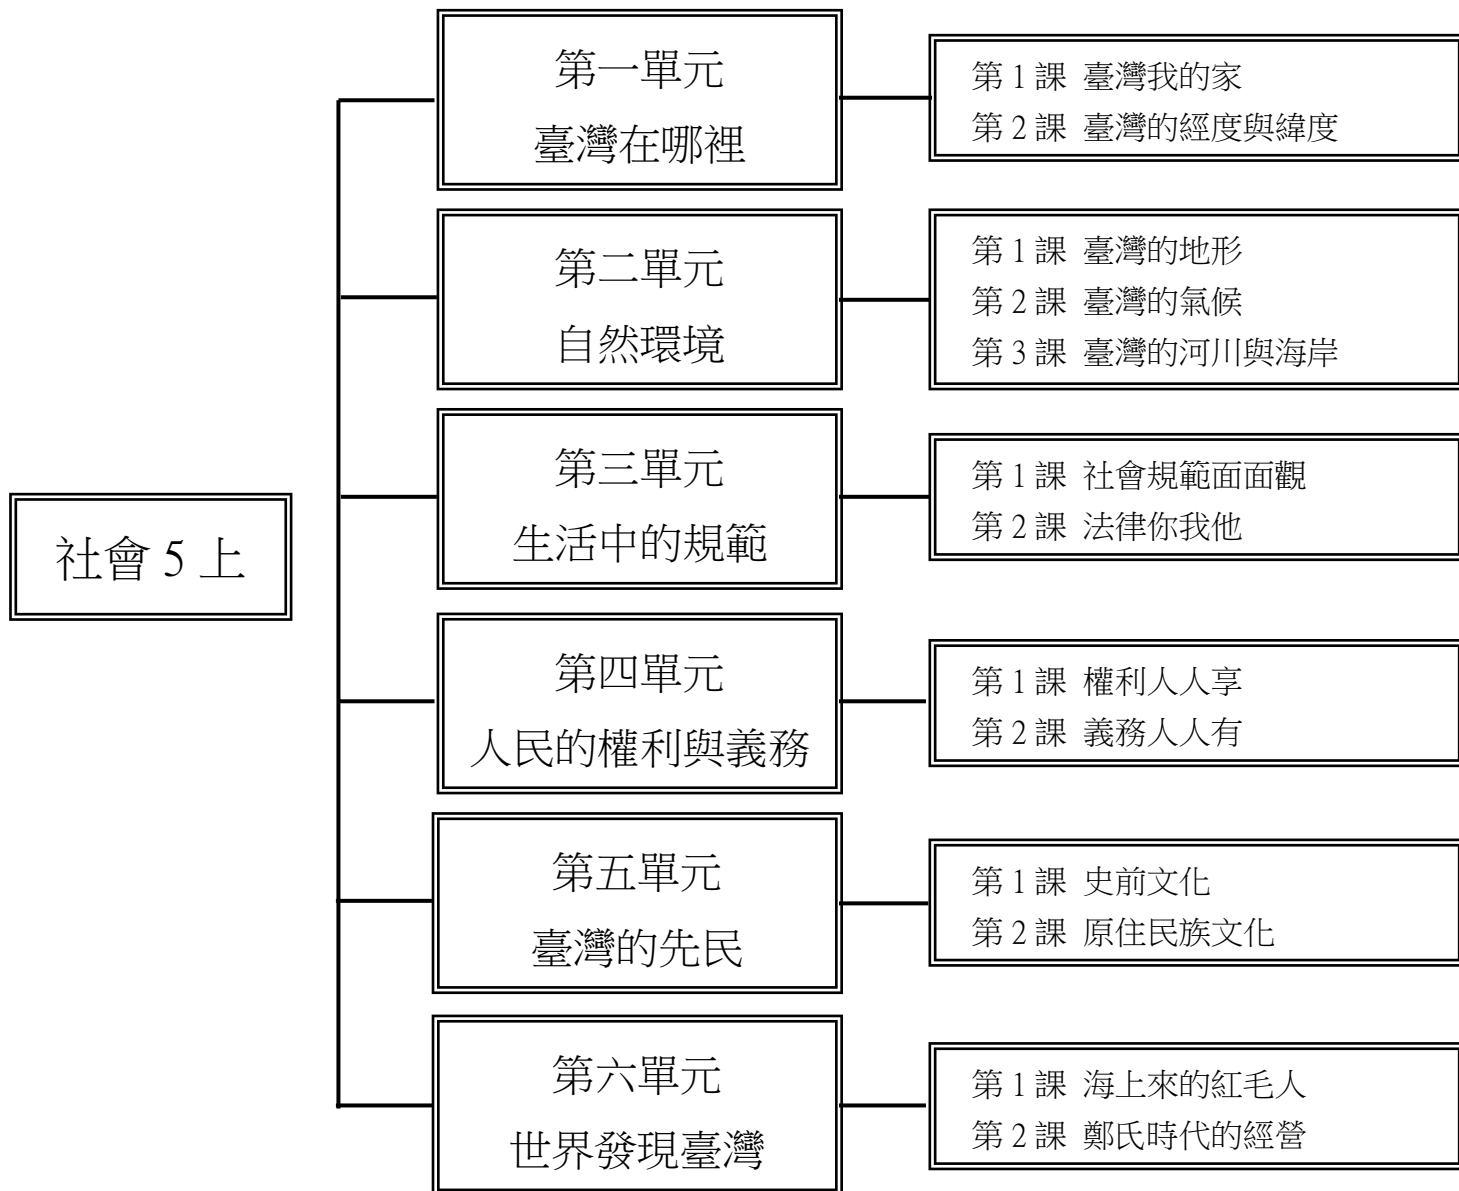 社會 5 上
第一單元
臺灣在哪裡
第 1 課 臺灣我的家
第 2 課 臺灣的經度與緯度
第二單元
自然環境
第 1 課 臺灣的地形
第 2 課 臺灣的氣候
第 3 課 臺灣的河川與海岸
第三單元
生活中的規範
第 1 課 社會規範面面觀
第 2 課 法律你我他
第四單元
人民的權利與義務
第 1 課 權利人人享
第 2 課 義務人人有
第五單元
臺灣的先民
第 1 課 史前文化
第 2 課 原住民族文化
第六單元
世界發現臺灣
第 1 課 海上來的紅毛人
第 2 課 鄭氏時代的經營